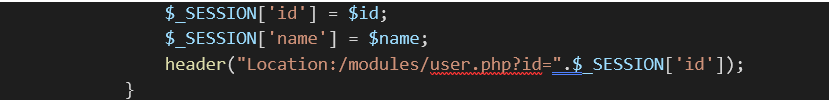 $_SESSION['id'] = $id;
$_SESSION['name'] = $name;
header("Location:/modules/user.php?id=".$_SESSION['id']);
}